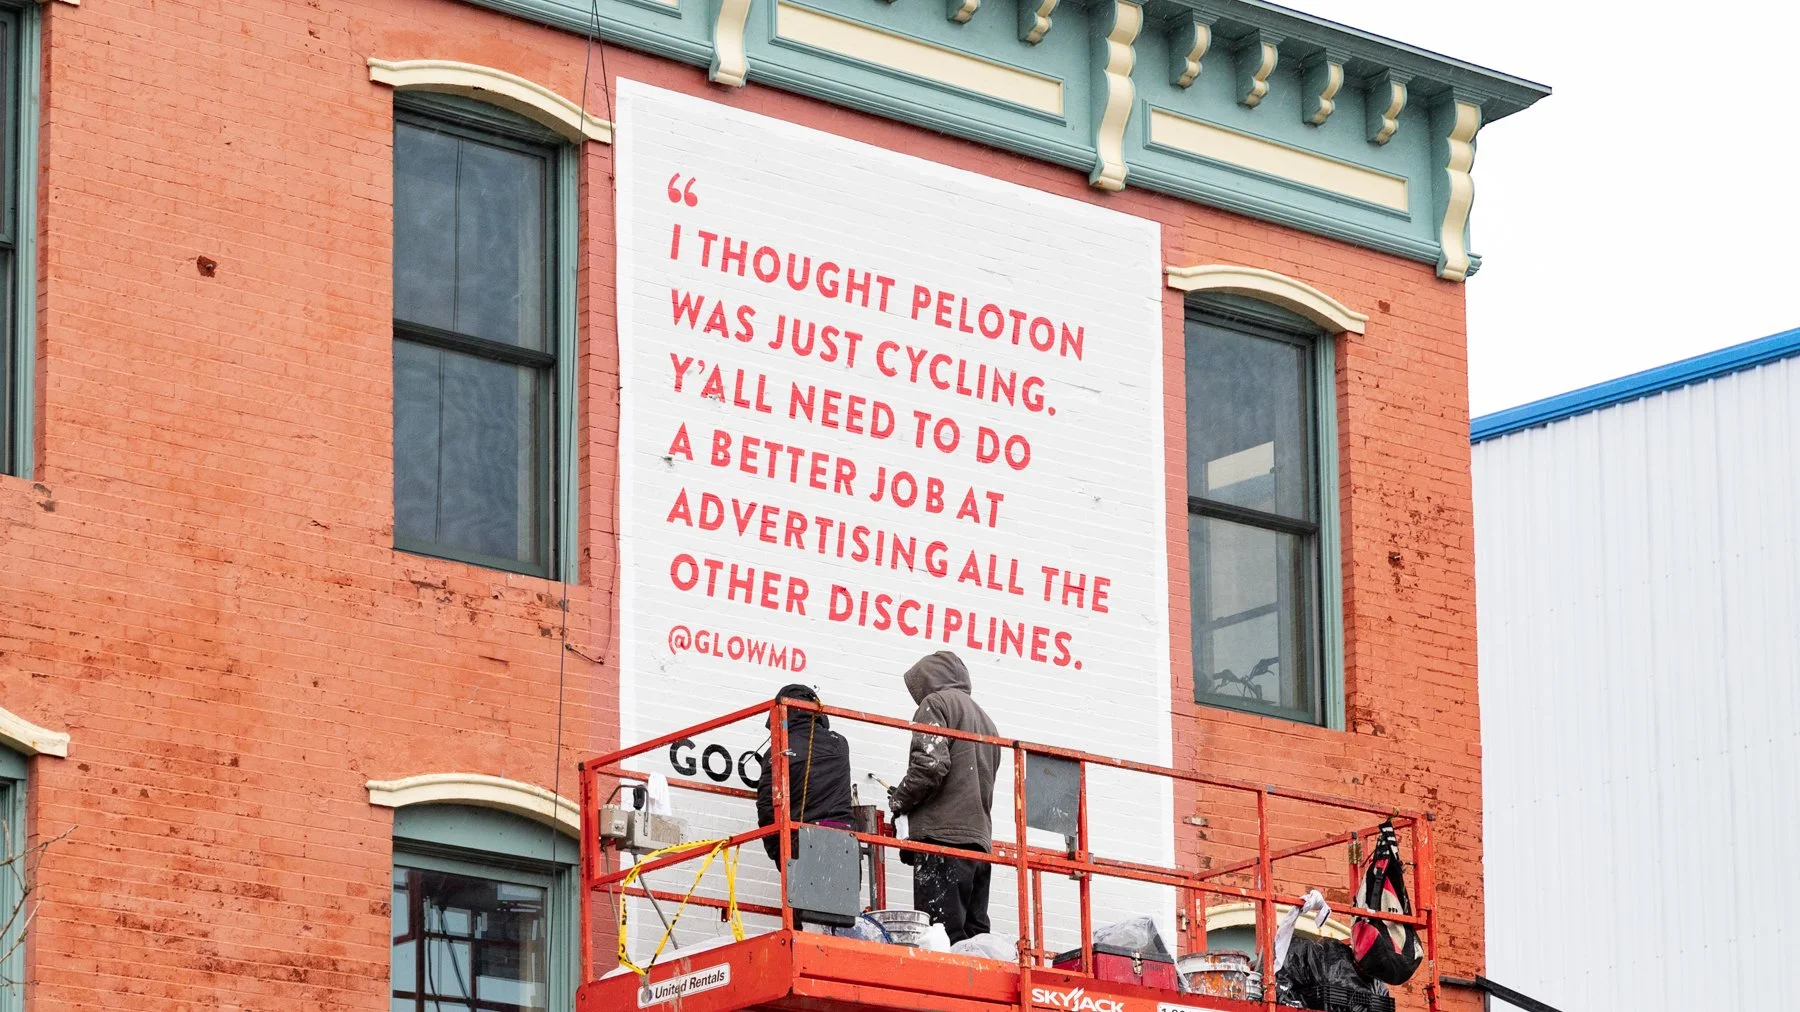 “
I THOUGHT PELOTON
WAS JUST CYCLING.
Y'ALL NEED TO DO
A BETTER JOB AT
ADVERTISING ALL THE
OTHER DISCIPLINES.
@GLOWMD
GOO
United Rentals
SKYJACK